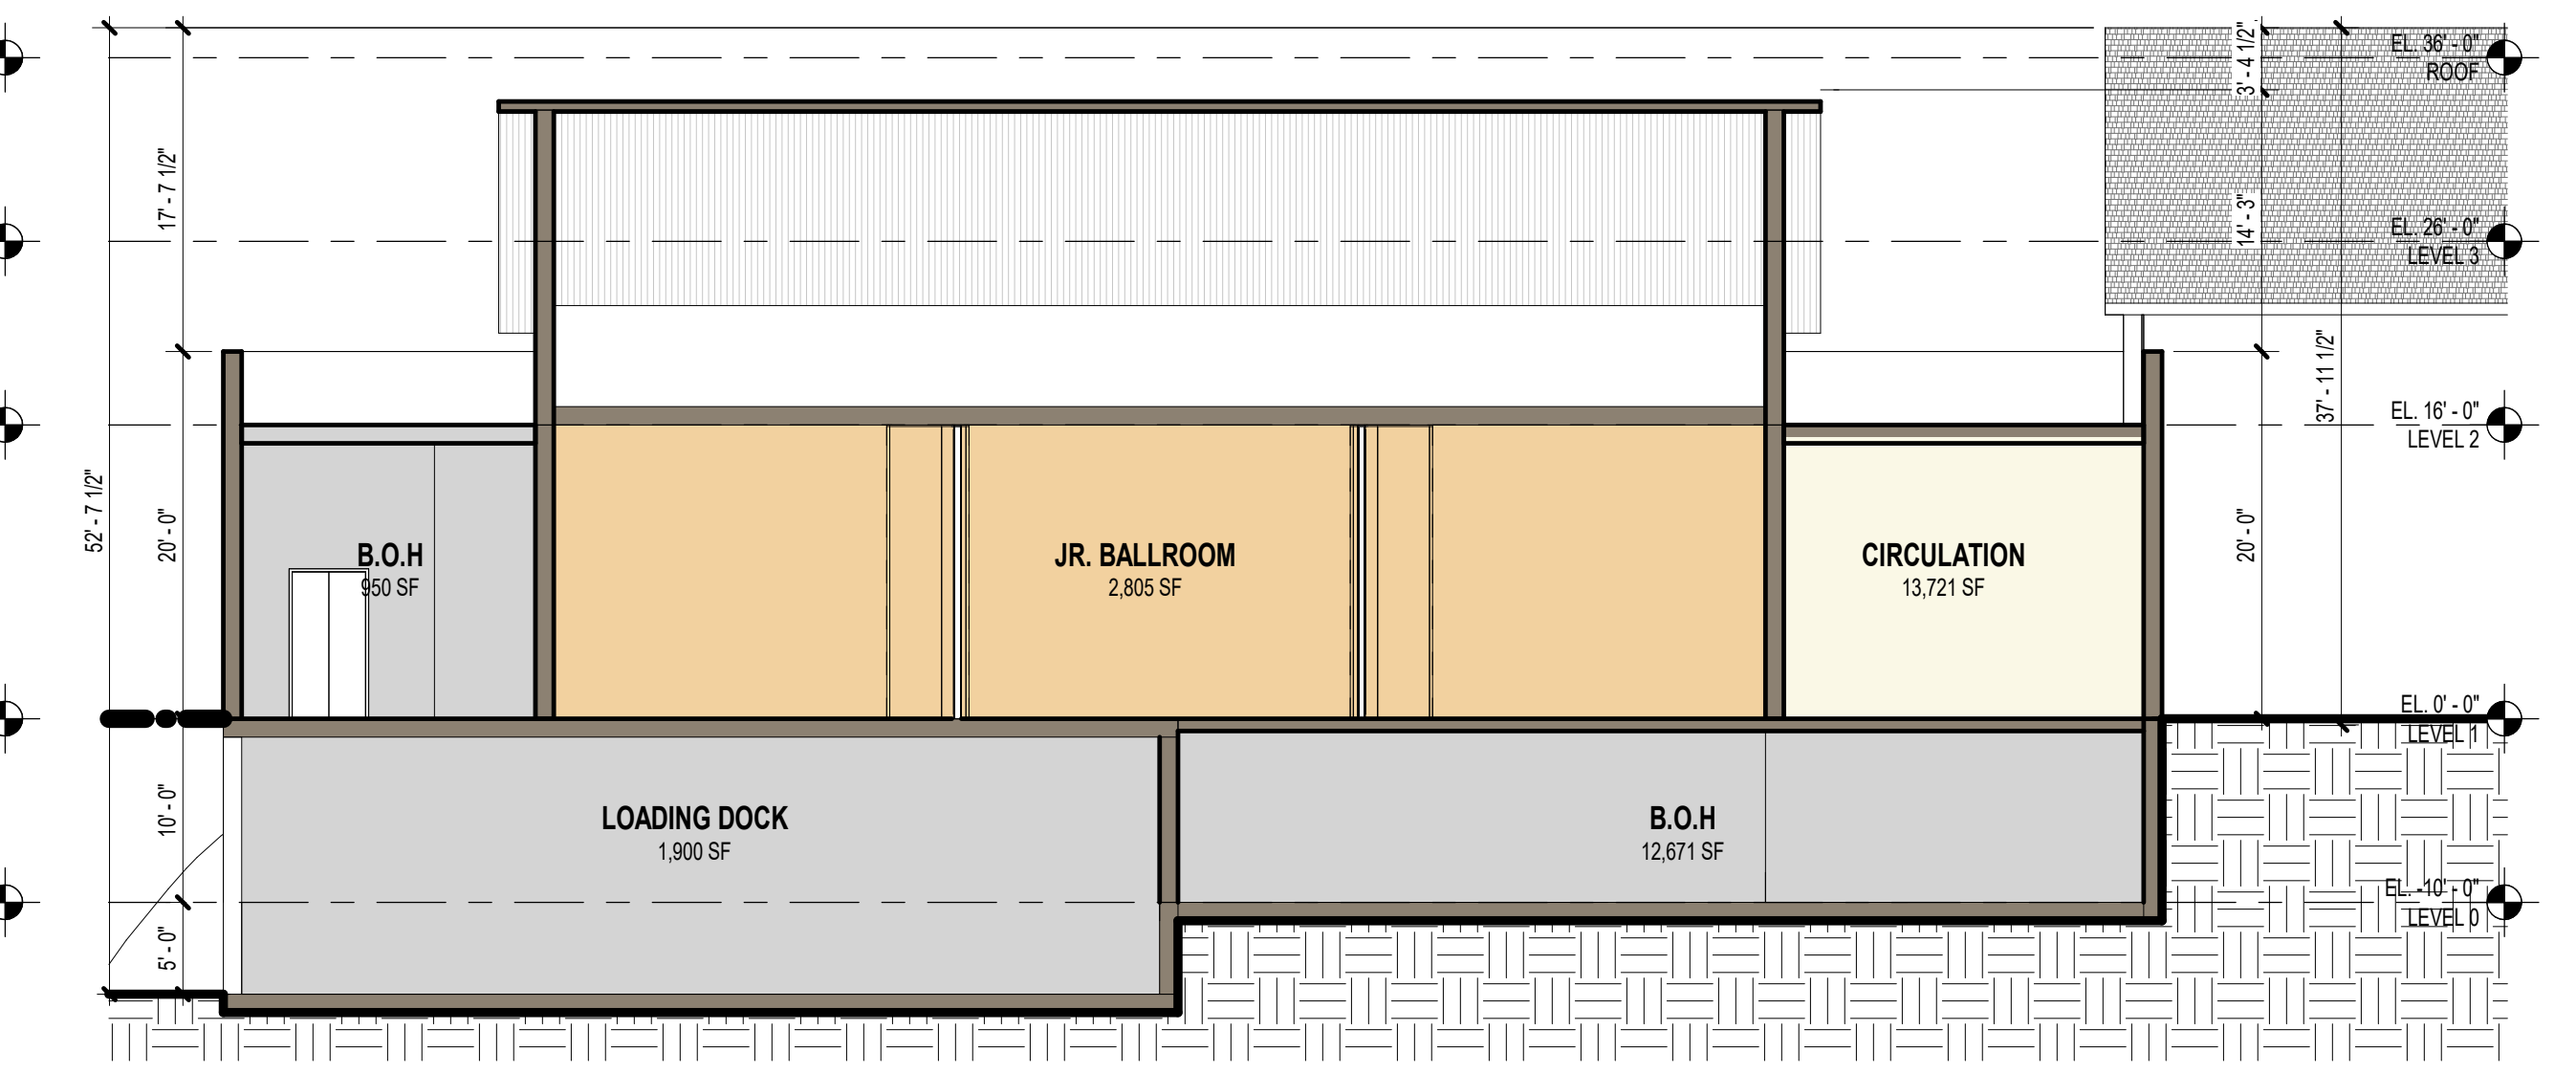 EL. 36' - 0"
ROOF
3' - 4 1/2"
17' - 7 1/2"
14' - 3"
EL. 26' - 0"
LEVEL 3
37' - 11 1/2"
EL. 16' - 0"
LEVEL 2
52' - 7 1/2"
20' - 0"
B.O.H
950 SF
JR. BALLROOM
2,805 SF
CIRCULATION
13,721 SF
20' - 0"
EL. 0' - 0"
LEVEL 1
10' - 0"
LOADING DOCK
1,900 SF
B.O.H
12,671 SF
EL. -10' - 0"
LEVEL 0
5' - 0"